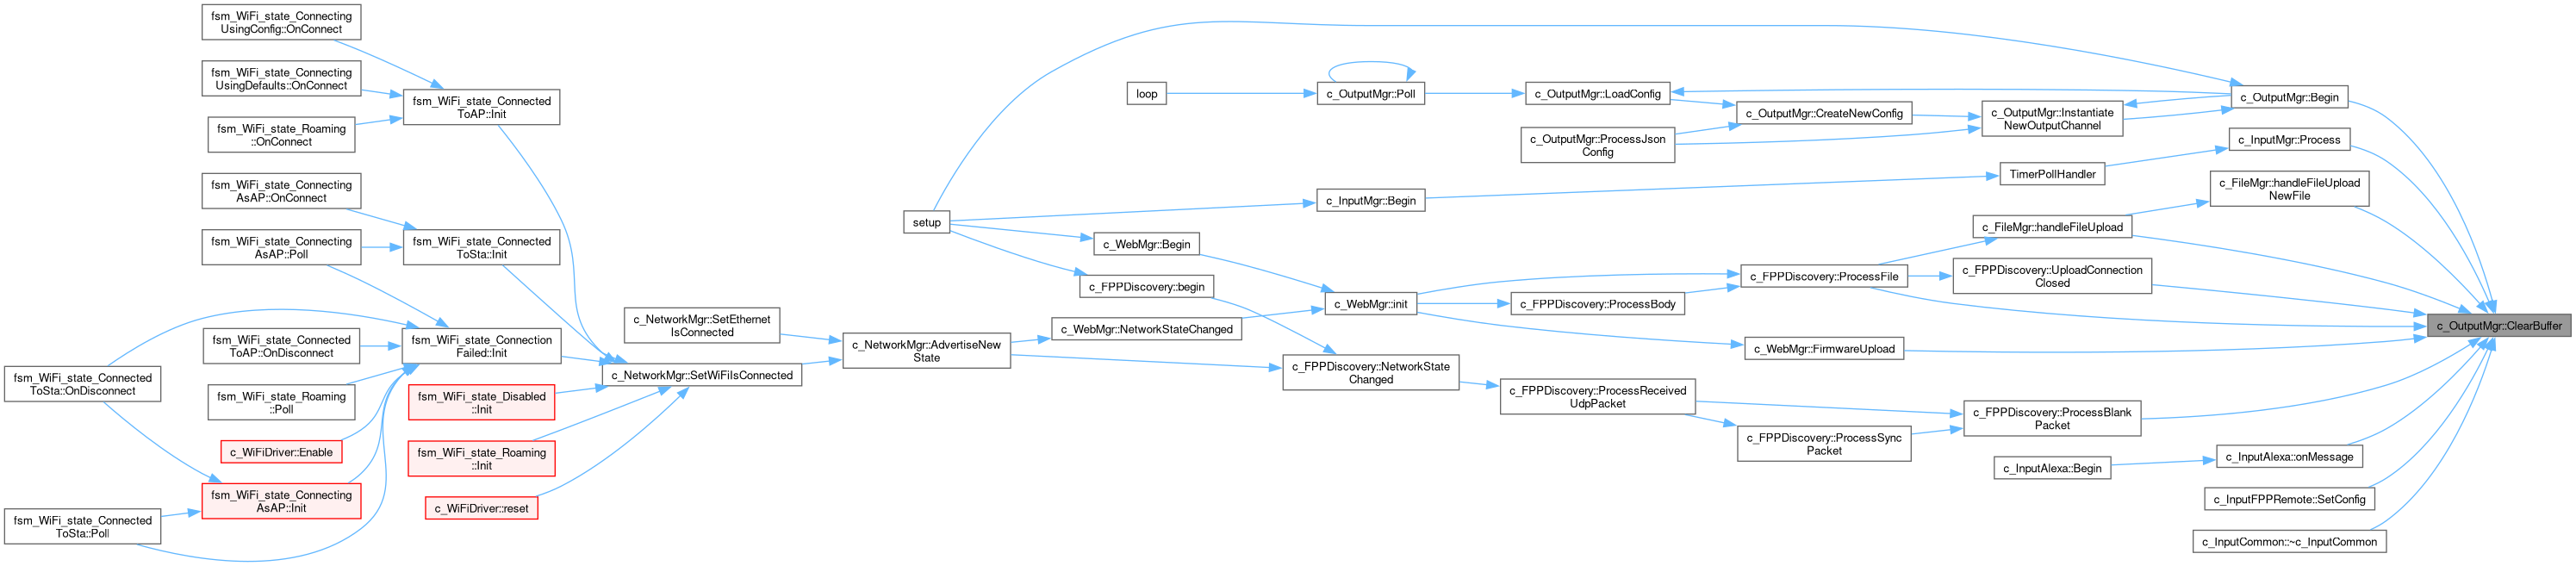 fsm_WiFi_state_Connecting
UsingConfig::OnConnect
fsm_WiFi_state_Connecting
UsingDefaults::OnConnect
fsm_WiFi_state_Roaming
::OnConnect
fsm_WiFi_state_Connected
ToAP::Init
fsm_WiFi_state_Connecting
AsAP::OnConnect
fsm_WiFi_state_Connecting
AsAP::Poll
fsm_WiFi_state_Connected
ToSta::Init
fsm_WiFi_state_Connected
ToAP::OnDisconnect
fsm_WiFi_state_Connection
Failed::Init
fsm_WiFi_state_Connected
ToSta::OnDisconnect
fsm_WiFi_state_Roaming
::Poll
c_WiFiDriver::Enable
fsm_WiFi_state_Connecting
AsAP::Init
fsm_WiFi_state_Connected
ToSta::Poll
fsm_WiFi_state_Disabled
::Init
fsm_WiFi_state_Roaming
::Init
c_WiFiDriver::reset
c_NetworkMgr::SetEthernet
IsConnected
c_NetworkMgr::SetWiFiIsConnected
c_NetworkMgr::AdvertiseNew
State
setup
loop
c_OutputMgr::Poll
c_OutputMgr::LoadConfig
c_OutputMgr::ProcessJson
Config
c_OutputMgr::CreateNewConfig
c_OutputMgr::Instantiate
NewOutputChannel
c_OutputMgr::Begin
c_InputMgr::Process
TimerPollHandler
c_InputMgr::Begin
c_FileMgr::handleFileUpload
NewFile
c_FileMgr::handleFileUpload
c_WebMgr::Begin
c_FPPDiscovery::begin
c_WebMgr::NetworkStateChanged
c_WebMgr::init
c_FPPDiscovery::ProcessBody
c_FPPDiscovery::ProcessFile
c_FPPDiscovery::UploadConnection
Closed
c_OutputMgr::ClearBuffer
c_WebMgr::FirmwareUpload
c_FPPDiscovery::NetworkState
Changed
c_FPPDiscovery::ProcessReceived
UdpPacket
c_FPPDiscovery::ProcessSync
Packet
c_FPPDiscovery::ProcessBlank
Packet
c_InputAlexa::Begin
c_InputAlexa::onMessage
c_InputFPPRemote::SetConfig
c_InputCommon::~c_InputCommon